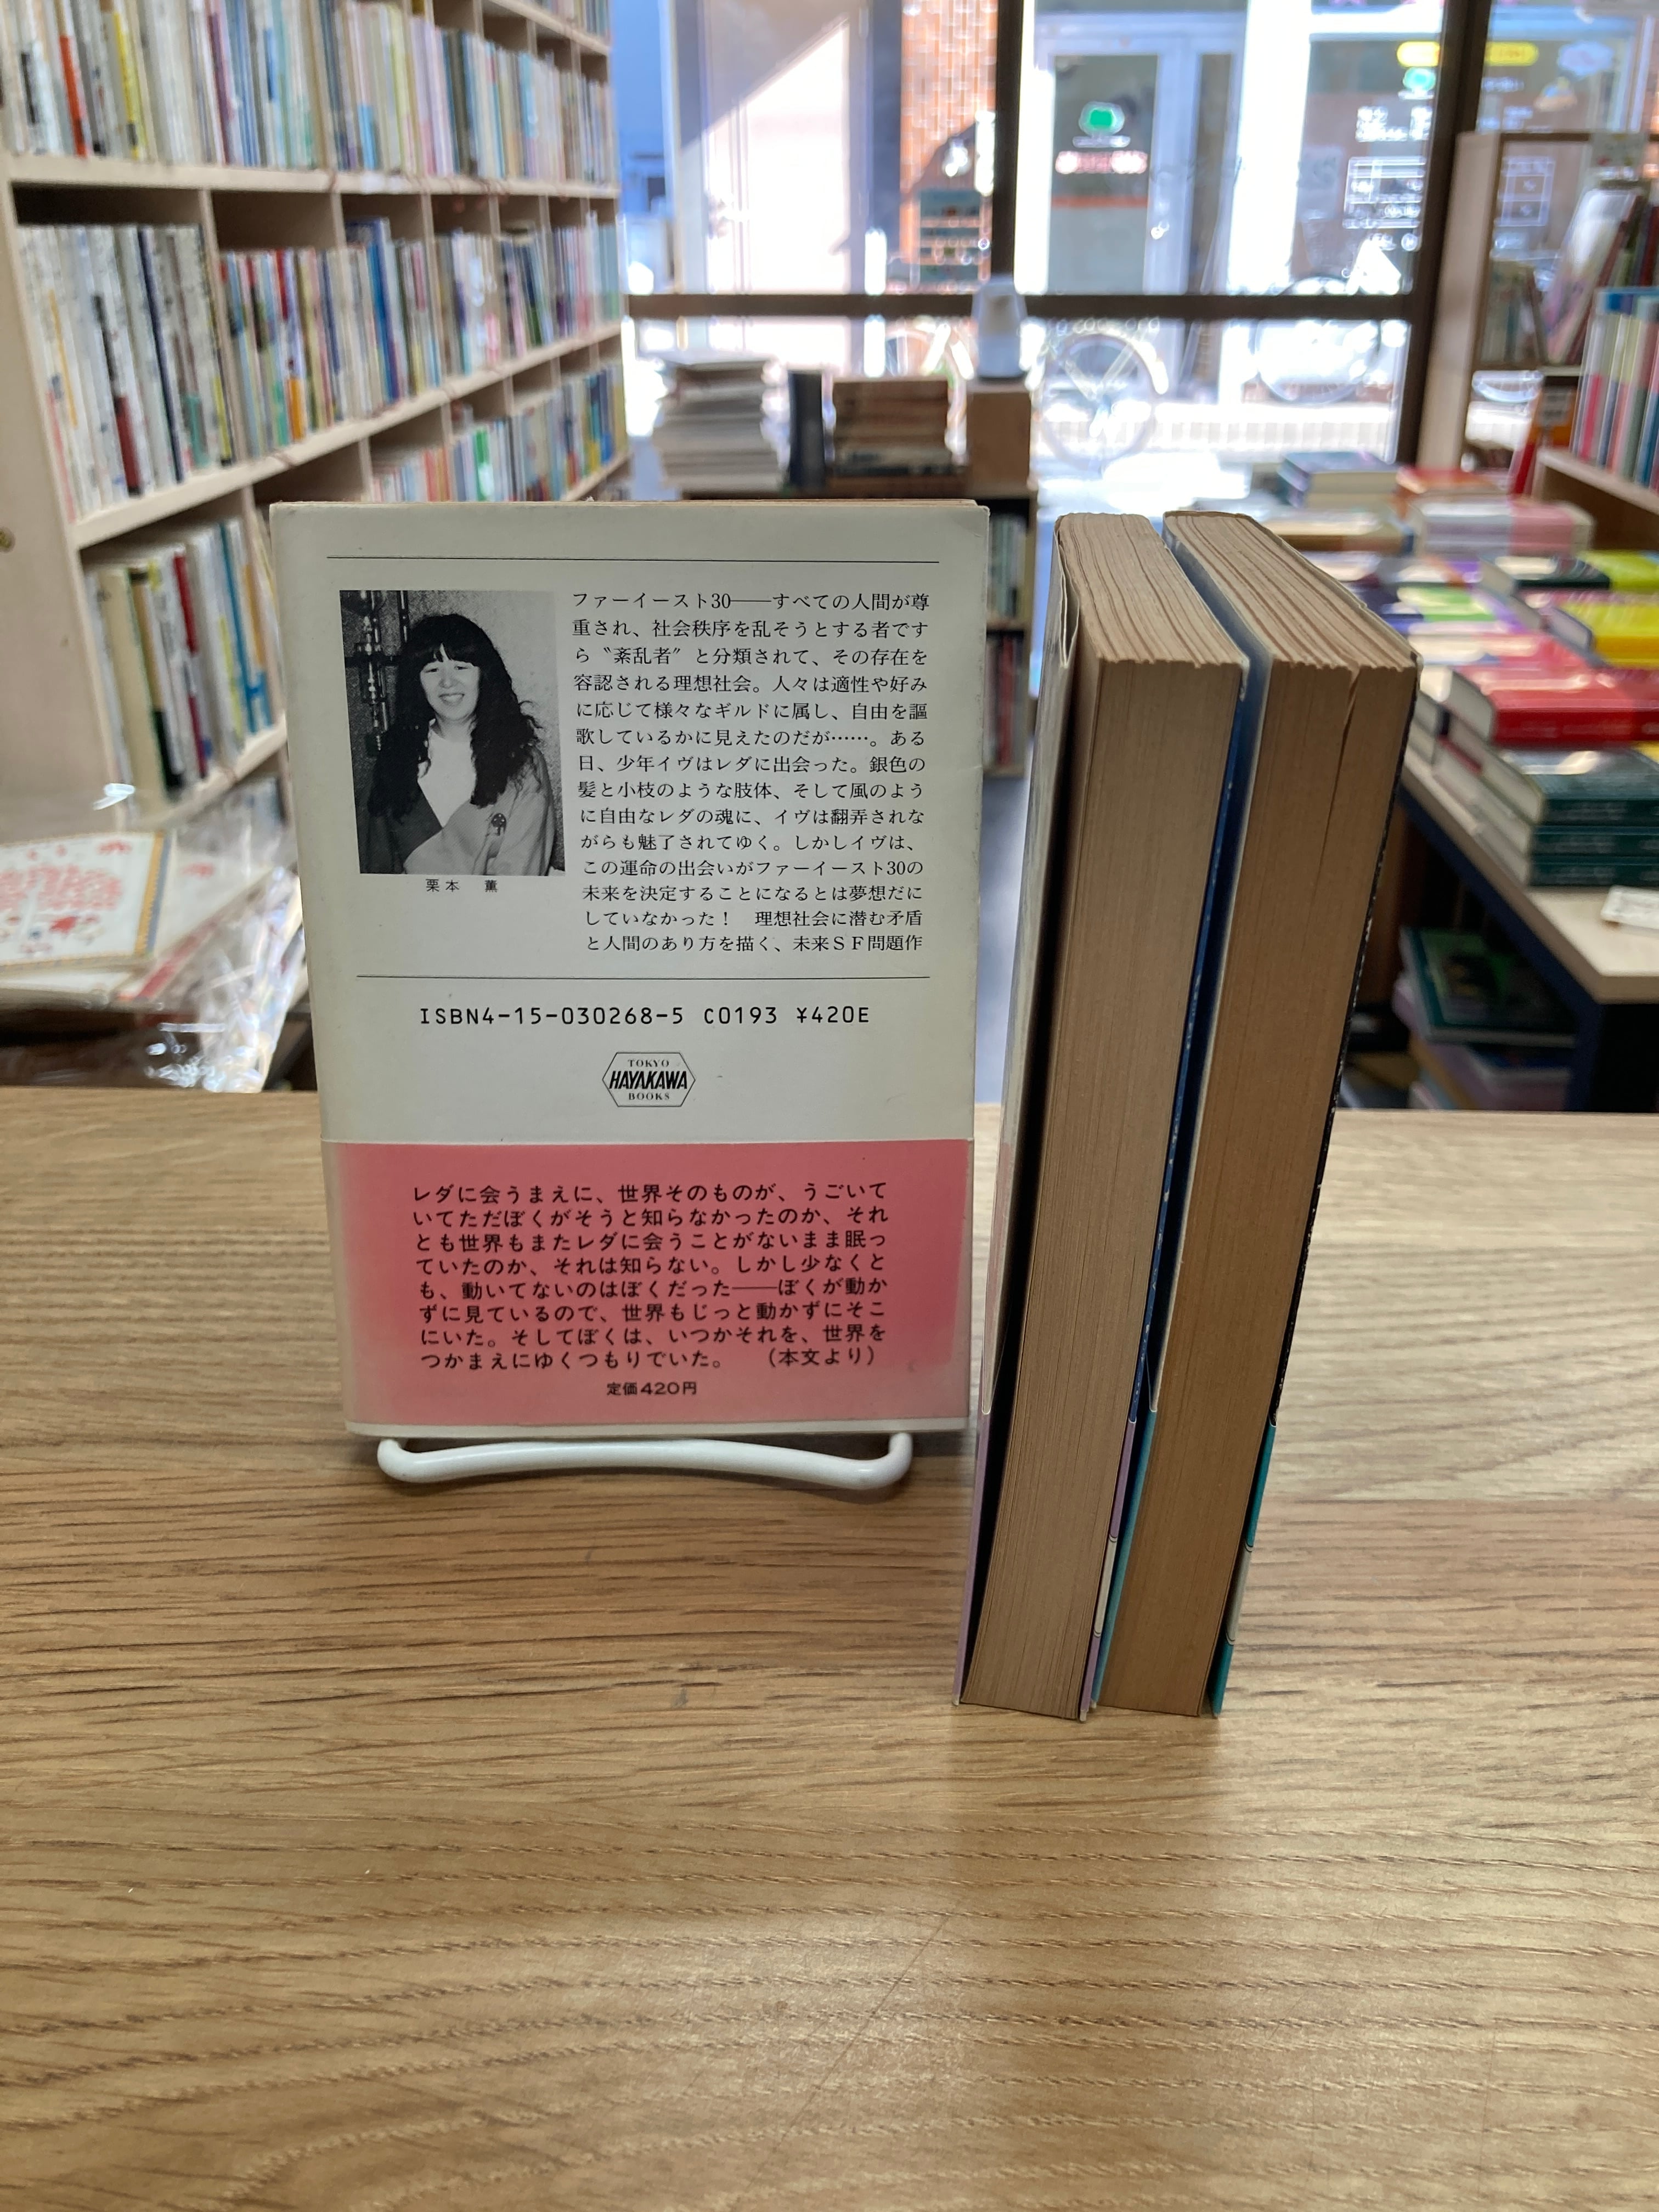 ファーイースト30――すべての人間が尊
重され、社会秩序を乱そうとする者です
ら〝紊乱者〟と分類されて、その存在を
容認される理想社会。人々は適性や好み
に応じて様々なギルドに属し、自由を謳
歌しているかに見えたのだが……。ある
日、少年イヴはレダに出会った。銀色の
髪と小枝のような肢体、そして風のよう
に自由なレダの魂に、イヴは翻弄されな
がらも魅了されてゆく。しかしイヴは、
この運命の出会いがファーイースト30の
未来を決定することになるとは夢想だに
していなかった！　理想社会に潜む矛盾
と人間のあり方を描く、未来ＳＦ問題作
栗本　薫
ISBN4-15-030268-5 C0193 ¥420E
TOKYO
HAYAKAWA
BOOKS
レダに会うまえに、世界そのものが、うごいて
いてただぼくがそうと知らなかったのか、それ
とも世界もまたレダに会うことがないまま眠っ
ていたのか、それは知らない。しかし少なくと
も、動いてないのはぼくだった――ぼくが動か
ずに見ているので、世界もじっと動かずにそこ
にいた。そしてぼくは、いつかそれを、世界を
つかまえにゆくつもりでいた。　（本文より）
定価420円